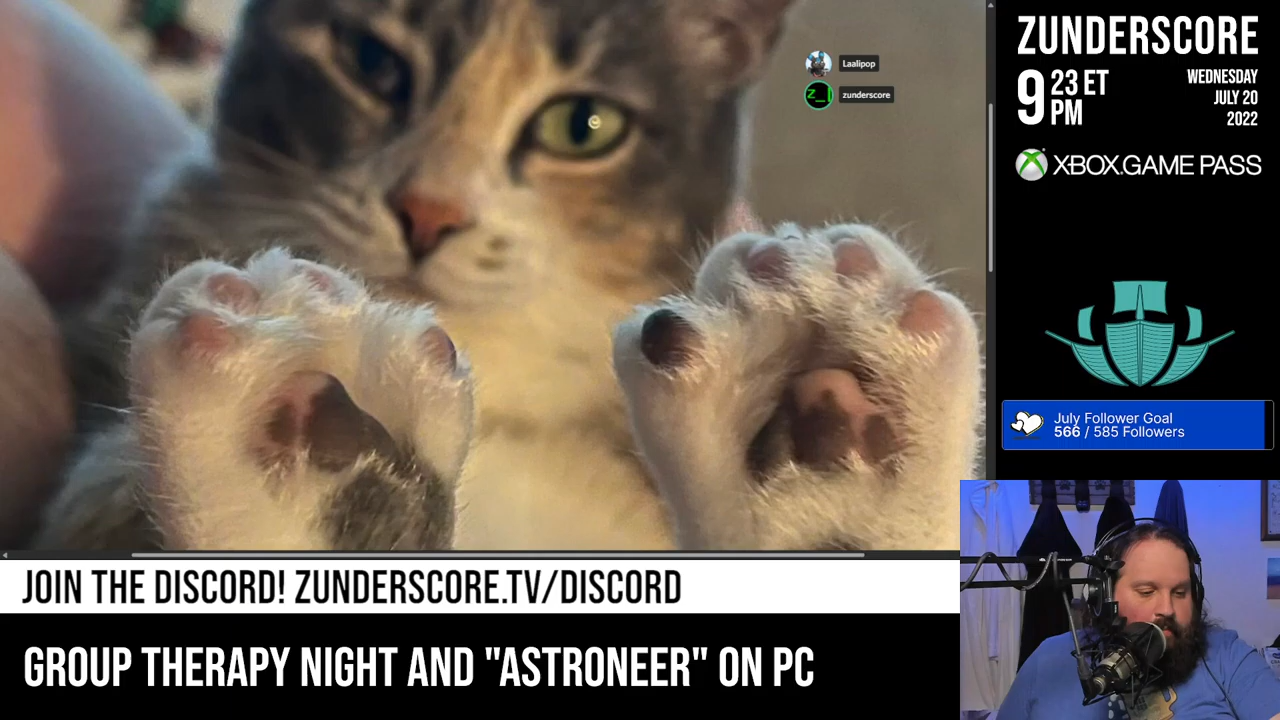 Laalipop
zunderscore
z_
ZUNDERSCORE
9 23 ET
PM
WEDNESDAY
JULY 20
2022
XBOX GAME PASS
July Follower Goal
566 / 585 Followers
JOIN THE DISCORD! ZUNDERSCORE.TV/DISCORD
GROUP THERAPY NIGHT AND "ASTRONEER" ON PC